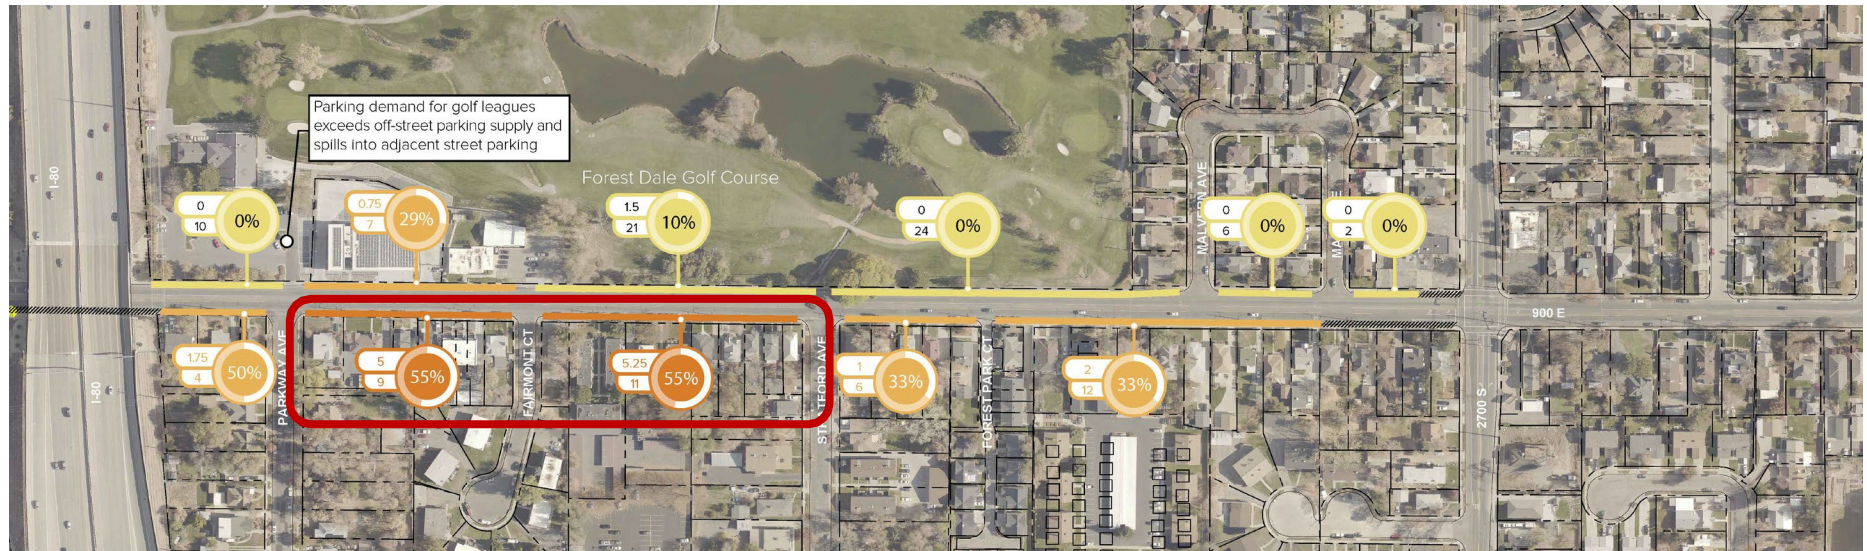 Parking demand for golf leagues
exceeds off-street parking supply and
spills into adjacent street parking
I-80
Forest Dale Golf Course
0
10
0%
0.75
7
29%
1.5
21
10%
0
24
0%
MALVERN AVE
0
6
0%
0
2
0%
900 E
I-80
1.75
4
50%
PARKWAY AVE
5
9
55%
FAIRMONT CT
5.25
11
55%
1
6
33%
FOREST PARK CT
2
12
33%
2700 S